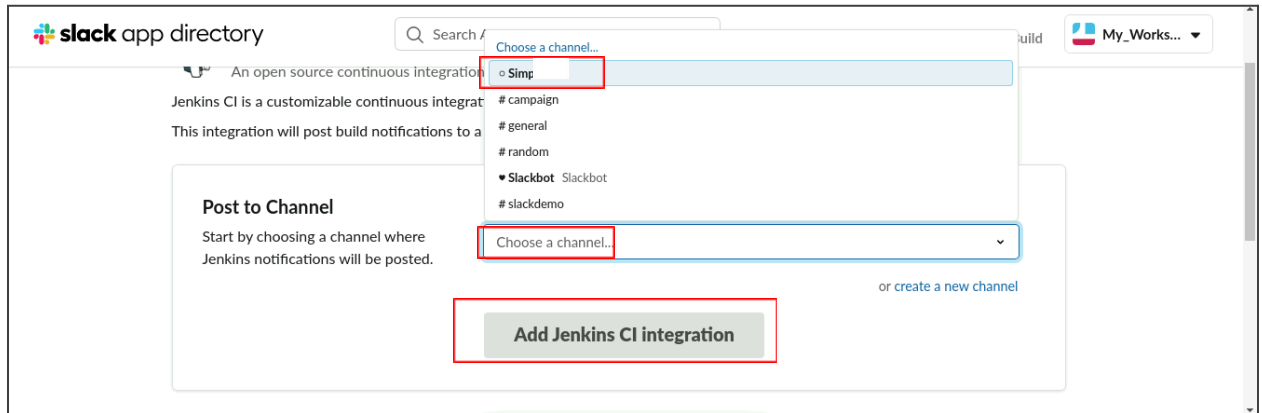 slack app directory
Search
uild
My_Works...
Choose a channel...
Simp
# campaign
# general
# random
Slackbot Slackbot
# slackdemo
An open source continuous integration
Jenkins CI is a customizable continuous integrat
This integration will post build notifications to a
Post to Channel
Start by choosing a channel where
Jenkins notifications will be posted.
Choose a channel...
or create a new channel
Add Jenkins CI integration